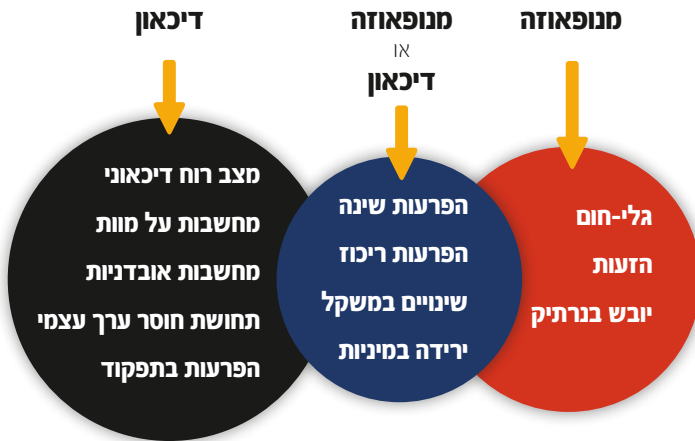 מנופאוזה
גלי-חום
הזעות
יובש בנרתיק
מנופאוזה
או
דיכאון
הפרעות שינה
הפרעות ריכוז
שינויים במשקל
ירידה במיניות
דיכאון
מצב רוח דיכאוני
מחשבות על מוות
מחשבות אובדניות
תחושת חוסר ערך עצמי
הפרעות בתפקוד